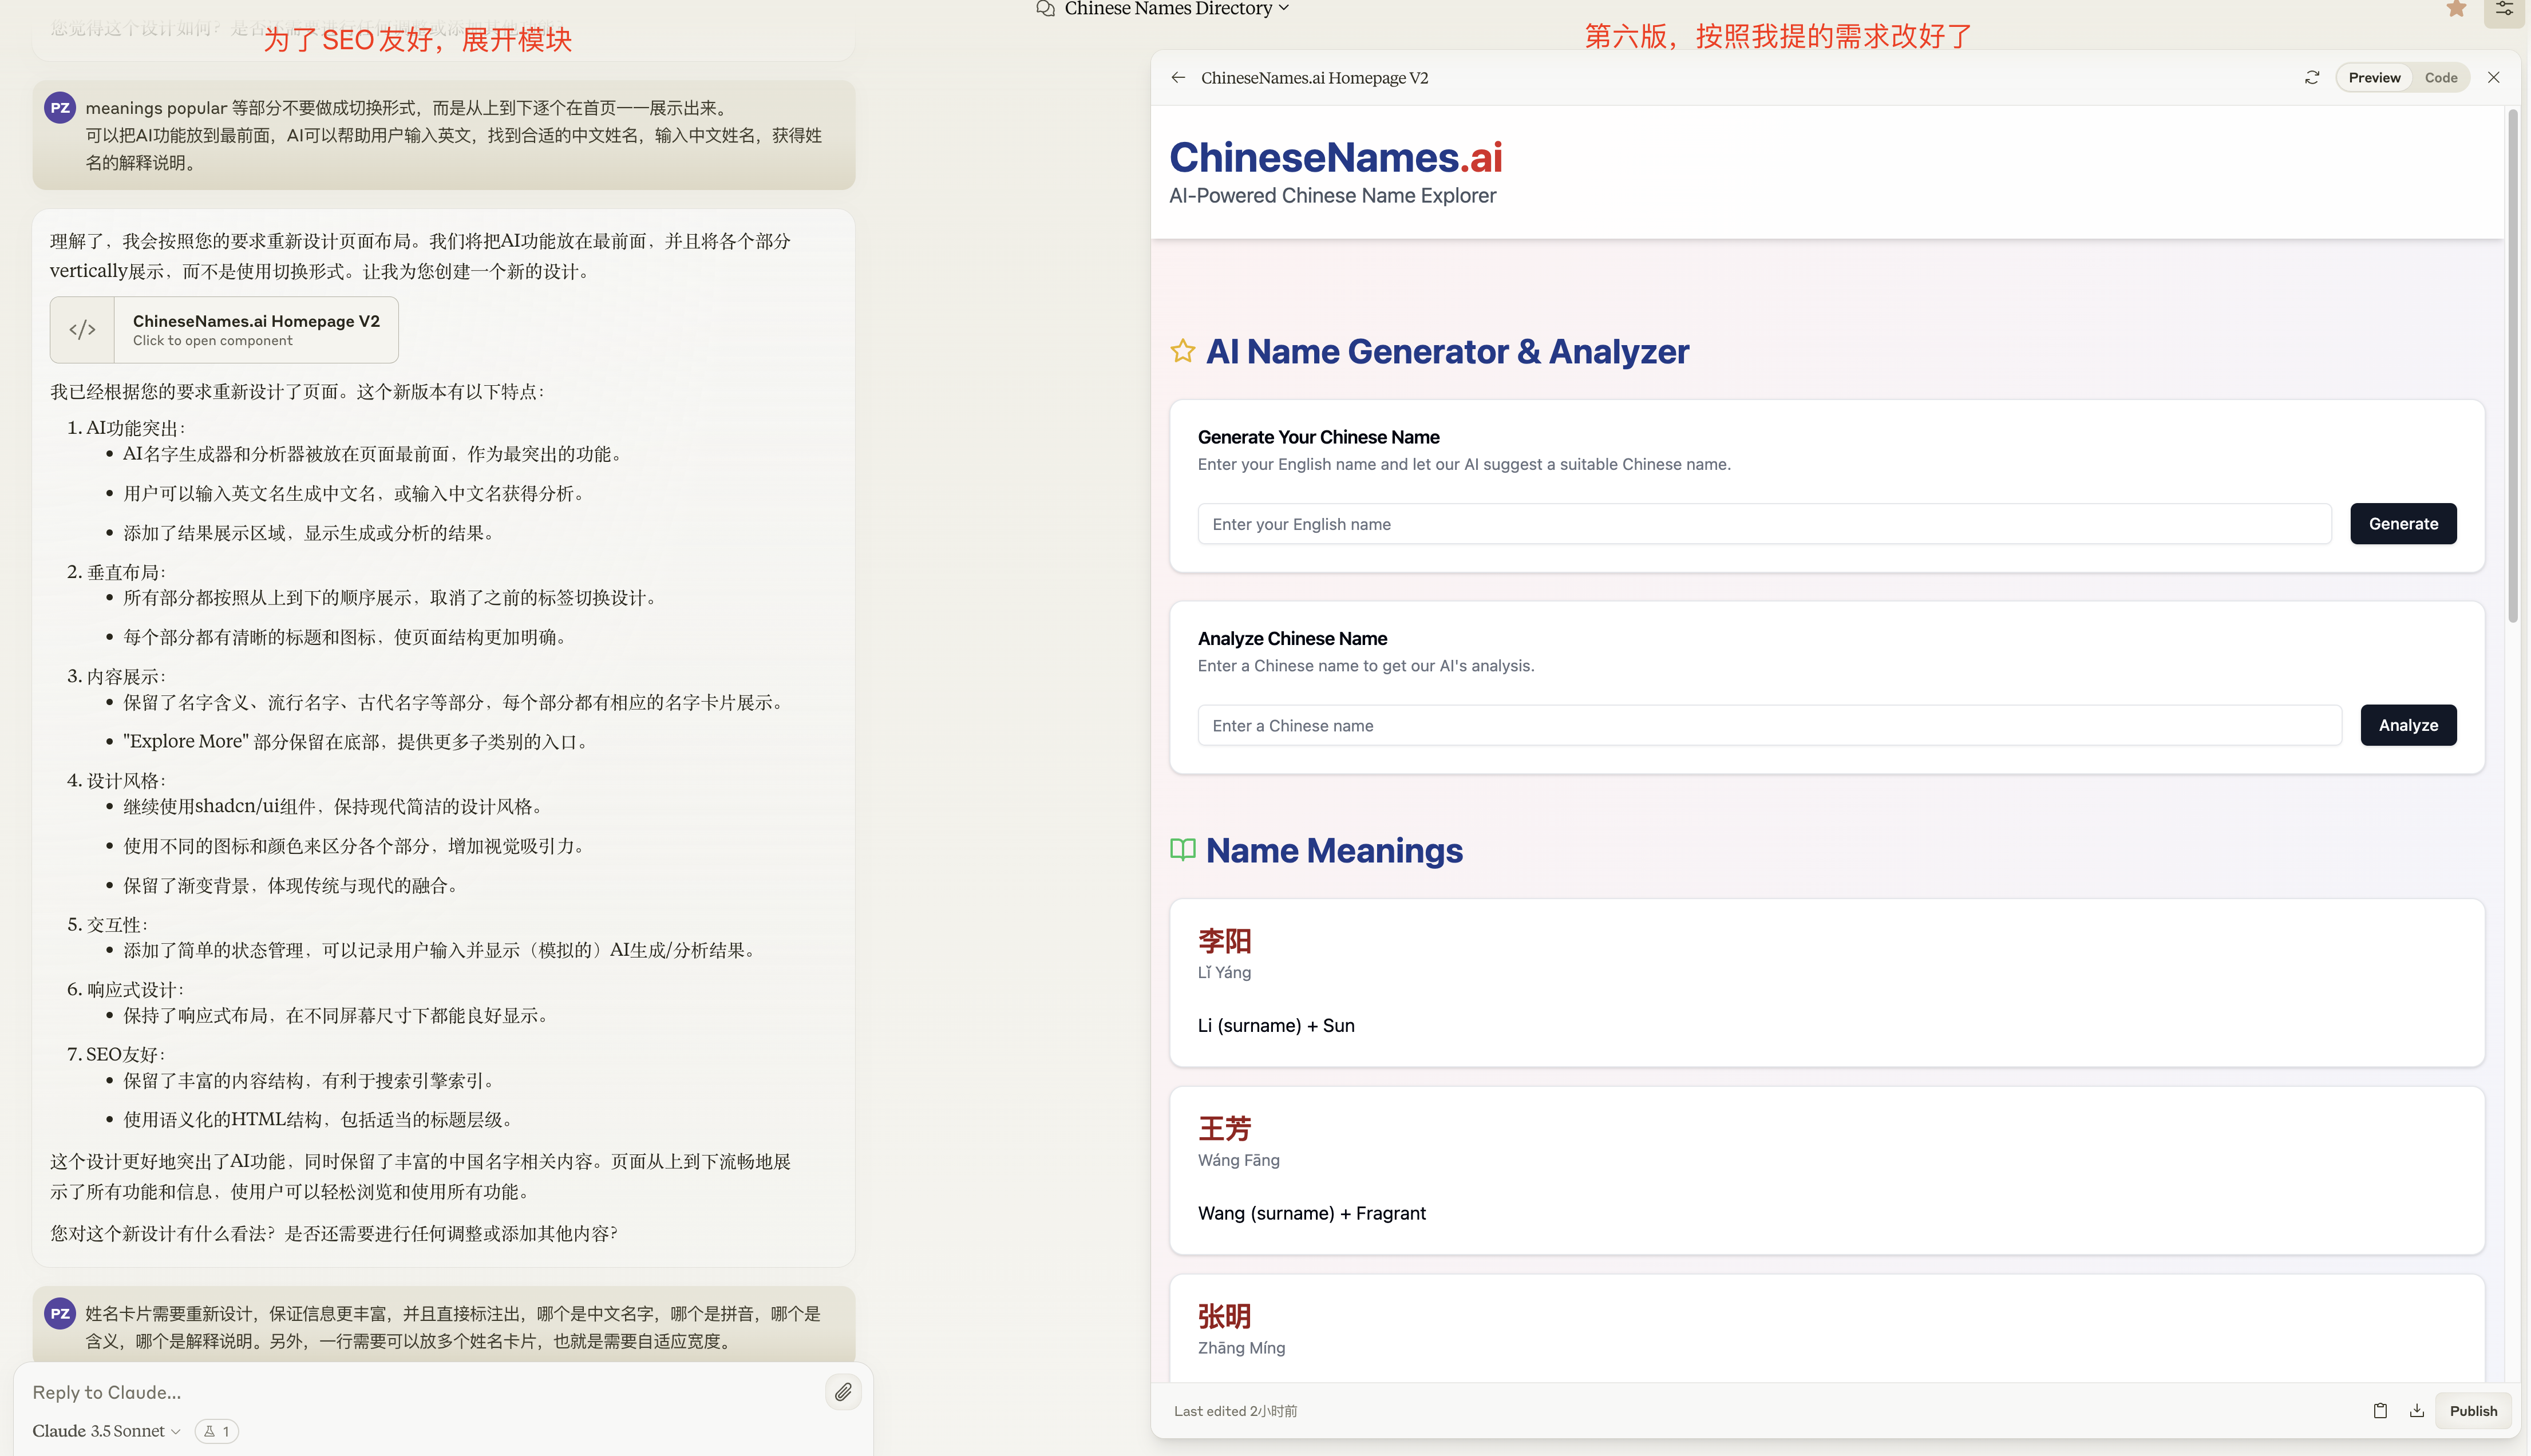 您觉得这个设计如何？是否还需要进行任何调整或添加其他功能？
为了 SEO 友好，展开模块
PZ
meanings popular 等部分不要做成切换形式，而是从上到下逐个在首页一一展示出来。
可以把AI功能放到最前面，AI可以帮助用户输入英文，找到合适的中文姓名，输入中文姓名，获得姓
名的解释说明。
理解了，我会按照您的要求重新设计页面布局。我们将把AI功能放在最前面，并且将各个部分
vertically展示，而不是使用切换形式。让我为您创建一个新的设计。
</>
ChineseNames.ai Homepage V2
Click to open component
我已经根据您的要求重新设计了页面。这个新版本有以下特点：
1. AI功能突出：
• AI名字生成器和分析器被放在页面最前面，作为最突出的功能。
• 用户可以输入英文名生成中文名，或输入中文名获得分析。
• 添加了结果展示区域，显示生成或分析的结果。
2. 垂直布局：
• 所有部分都按照从上到下的顺序展示，取消了之前的标签切换设计。
• 每个部分都有清晰的标题和图标，使页面结构更加明确。
3. 内容展示：
• 保留了名字含义、流行名字、古代名字等部分，每个部分都有相应的名字卡片展示。
• "Explore More" 部分保留在底部，提供更多子类别的入口。
4. 设计风格：
• 继续使用shadcn/ui组件，保持现代简洁的设计风格。
• 使用不同的图标和颜色来区分各个部分，增加视觉吸引力。
• 保留了渐变背景，体现传统与现代的融合。
5. 交互性：
• 添加了简单的状态管理，可以记录用户输入并显示（模拟的）AI生成/分析结果。
6. 响应式设计：
• 保持了响应式布局，在不同屏幕尺寸下都能良好显示。
7. SEO友好：
• 保留了丰富的内容结构，有利于搜索引擎索引。
• 使用语义化的HTML结构，包括适当的标题层级。
这个设计更好地突出了AI功能，同时保留了丰富的中国名字相关内容。页面从上到下流畅地展
示了所有功能和信息，使用户可以轻松浏览和使用所有功能。
您对这个新设计有什么看法？是否还需要进行任何调整或添加其他内容？
PZ
姓名卡片需要重新设计，保证信息更丰富，并且直接标注出，哪个是中文名字，哪个是拼音，哪个是
含义，哪个是解释说明。另外，一行需要可以放多个姓名卡片，也就是需要自适应宽度。
Reply to Claude...
Claude 3.5 Sonnet
1
Chinese Names Directory
第六版，按照我提的需求改好了
ChineseNames.ai Homepage V2
Preview
Code
ChineseNames.ai
AI-Powered Chinese Name Explorer
AI Name Generator & Analyzer
Generate Your Chinese Name
Enter your English name and let our AI suggest a suitable Chinese name.
Enter your English name
Generate
Analyze Chinese Name
Enter a Chinese name to get our AI's analysis.
Enter a Chinese name
Analyze
Name Meanings
李阳
Lǐ Yáng
Li (surname) + Sun
王芳
Wáng Fāng
Wang (surname) + Fragrant
张明
Zhāng Míng
Last edited 2小时前
Publish